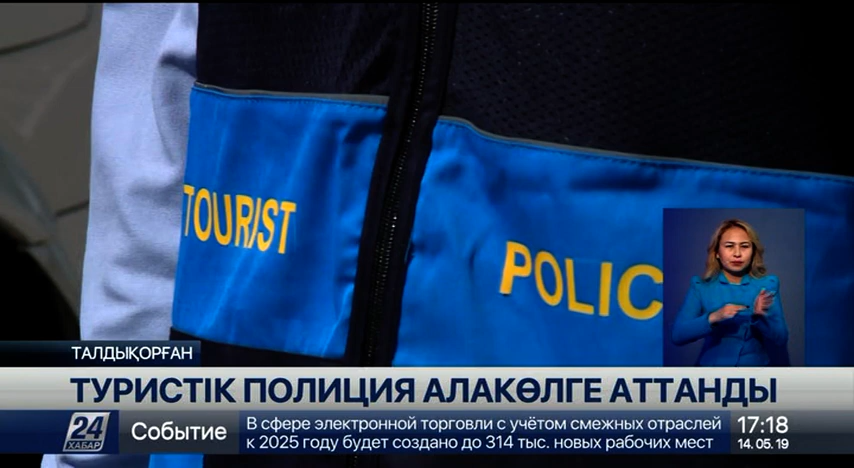 TOURIST
POLIC
ТАЛДЫҚОРҒАН
ТУРИСТІК ПОЛИЦИЯ АЛАКӨЛГЕ АТТАНДЫ
24
ХАБАР
Событие
В сфере электронной торговли с учётом смежных отраслей
к 2025 году будет создано до 314 тыс. новых рабочих мест
17:18
14.05.19